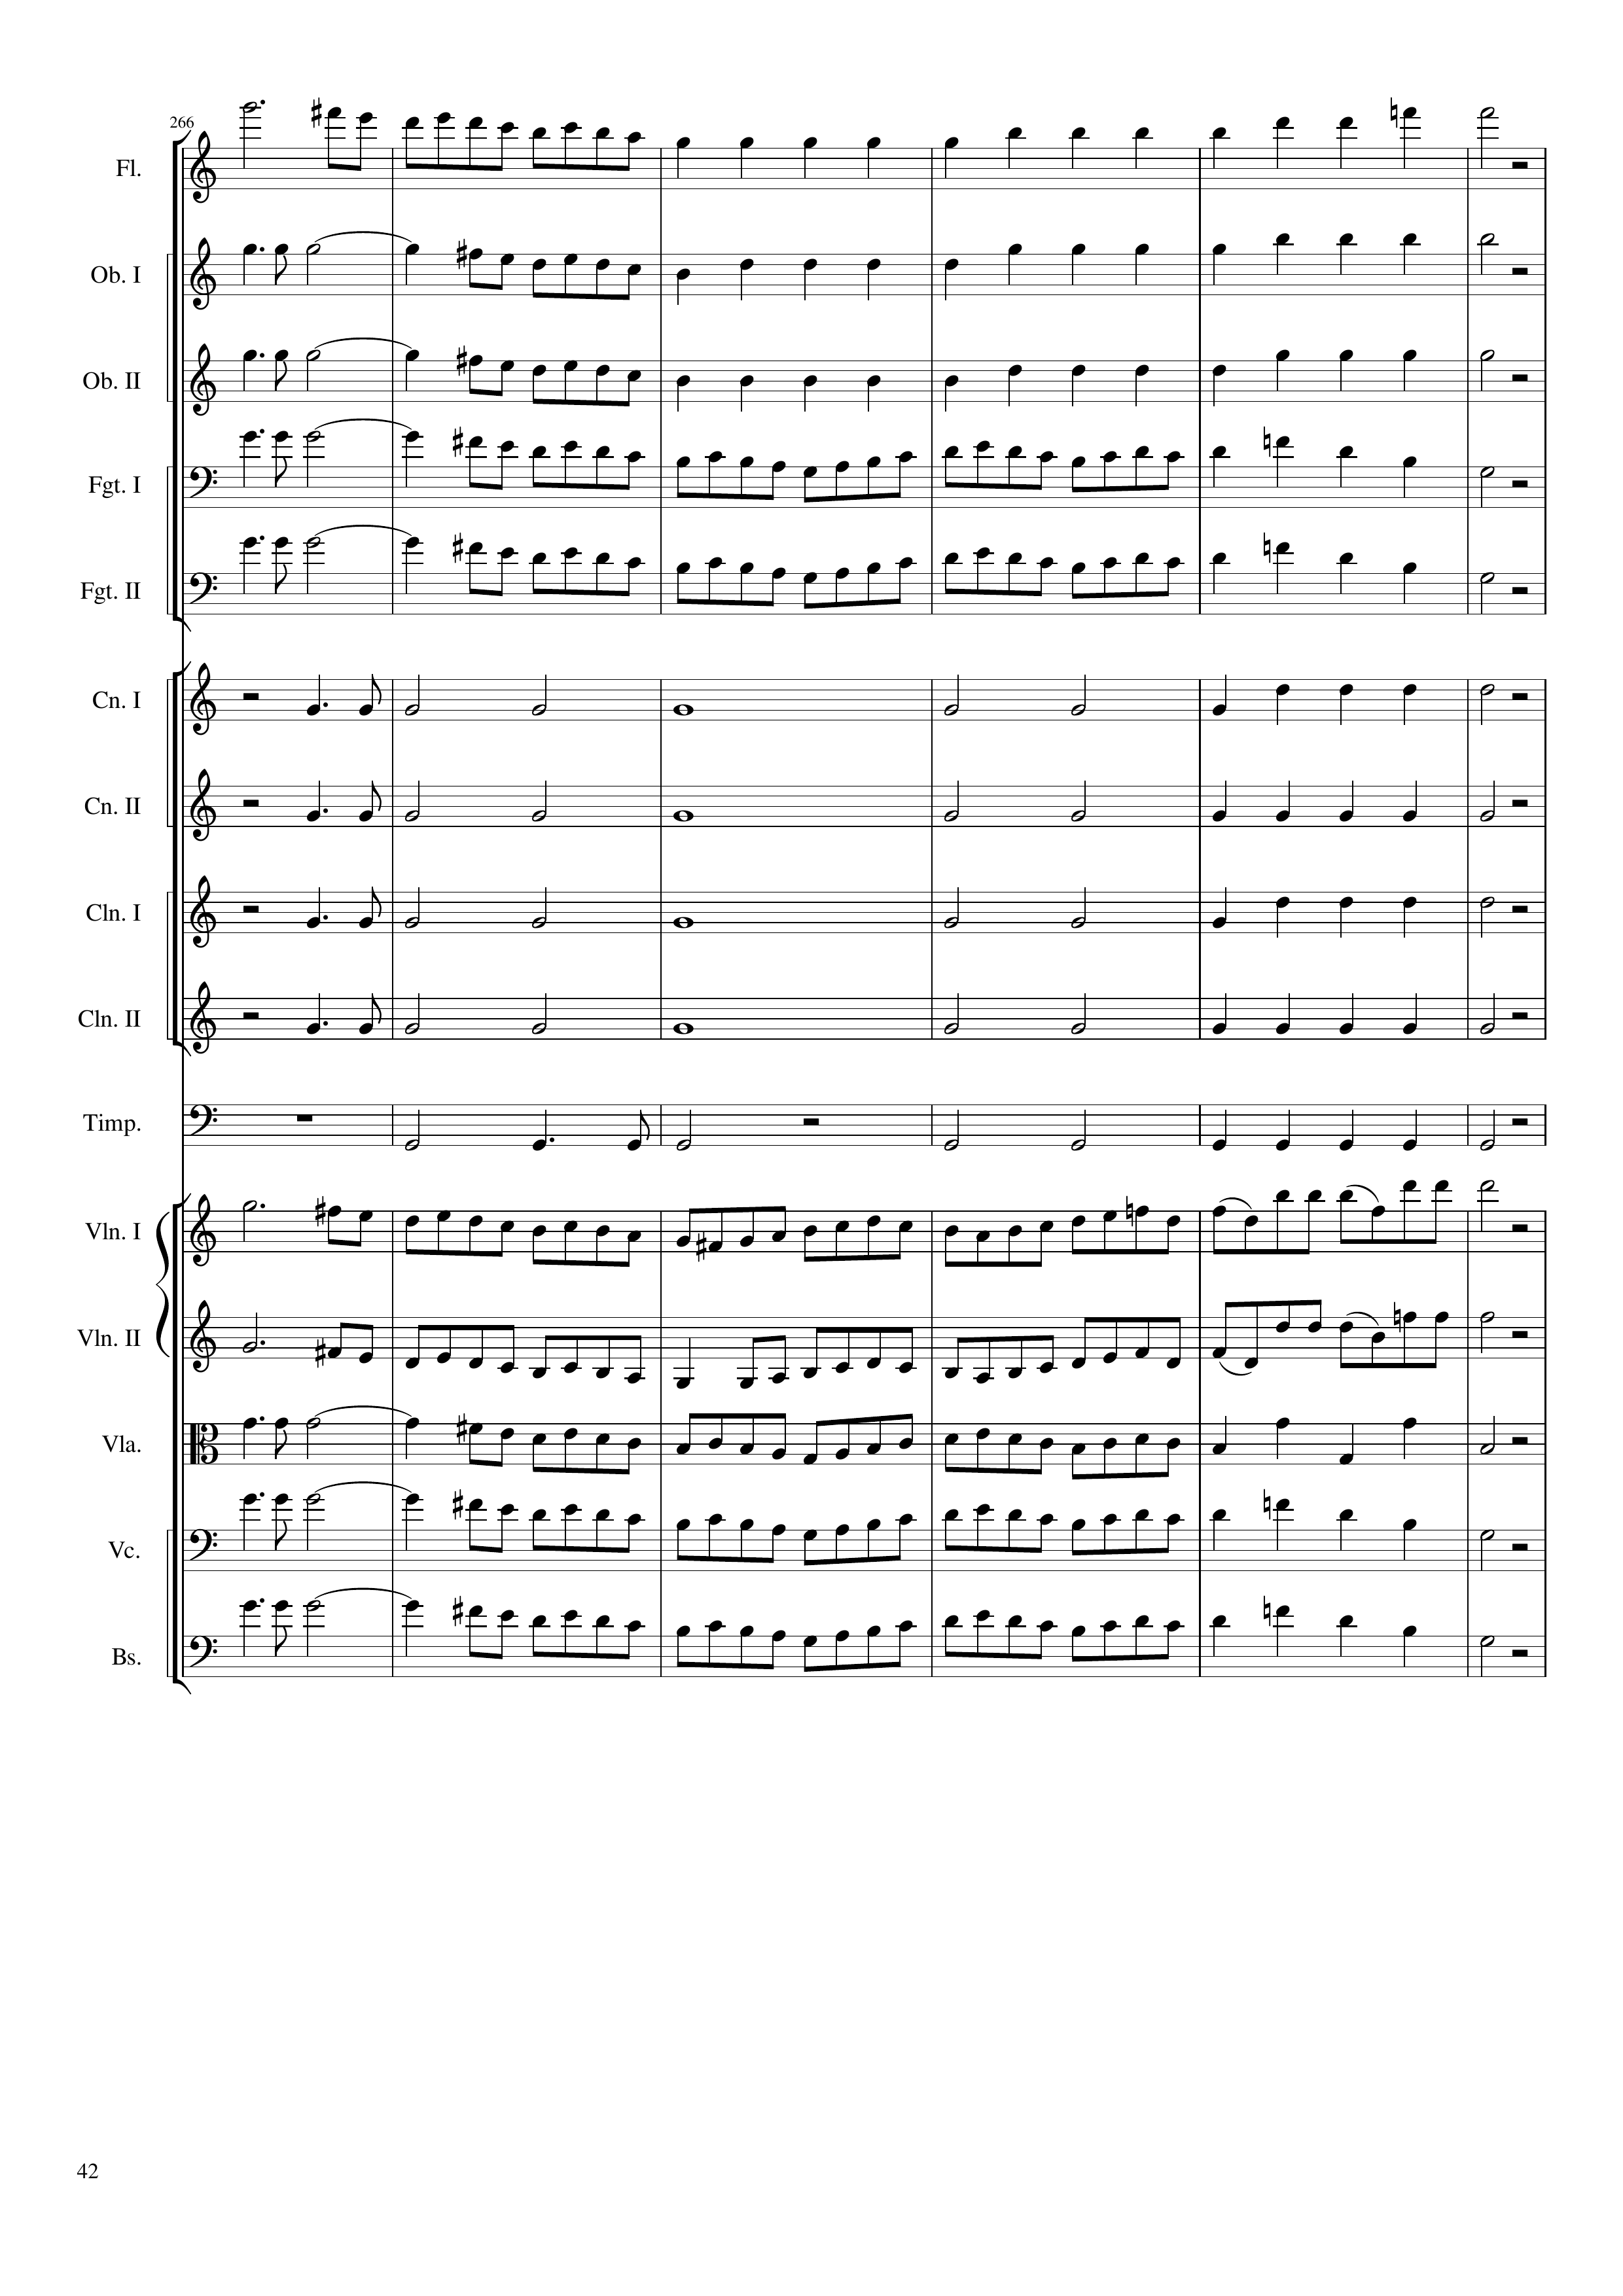 266
Fl.
Ob. I
Ob. II
Fgt. I
Fgt. II
Cn. I
Cn. II
Cln. I
Cln. II
Timp.
Vln. I
Vln. II
Vla.
Vc.
Bs.
42